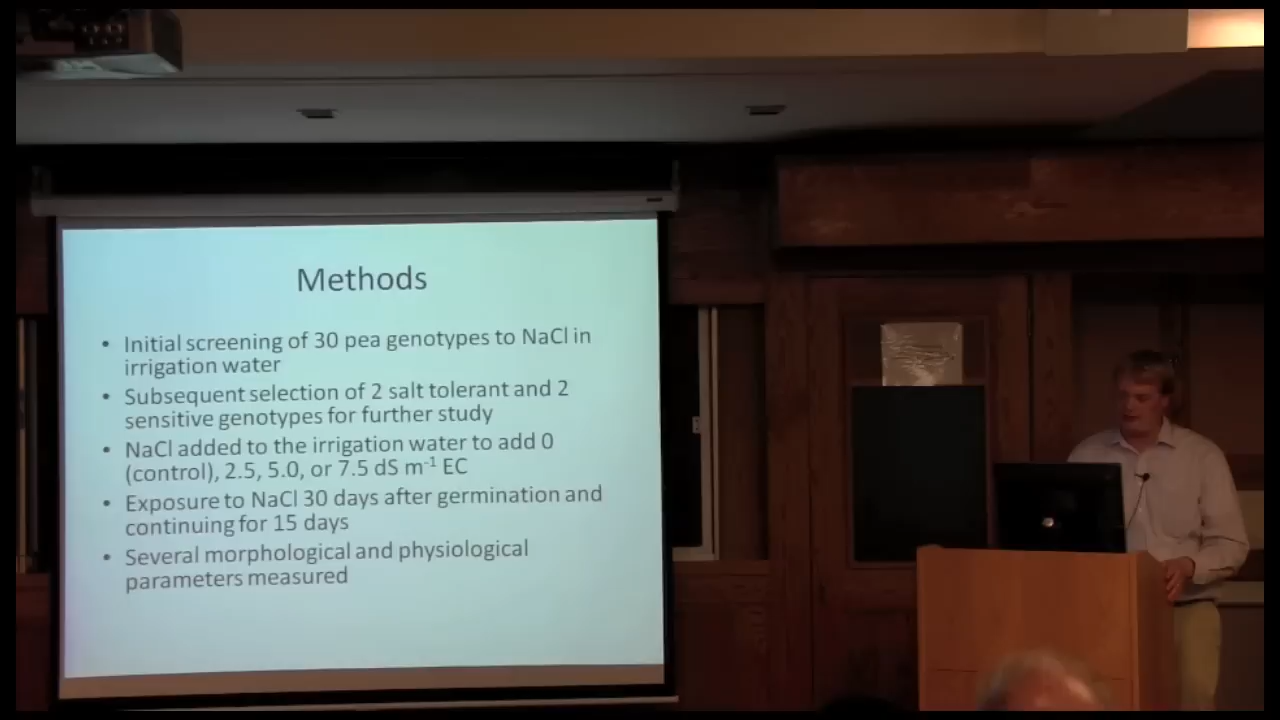 Methods
• Initial screening of 30 pea genotypes to NaCl in
irrigation water
• Subsequent selection of 2 salt tolerant and 2
sensitive genotypes for further study
• NaCl added to the irrigation water to add 0
(control), 2.5, 5.0, or 7.5 dS m⁻¹ EC
• Exposure to NaCl 30 days after germination and
continuing for 15 days
• Several morphological and physiological
parameters measured